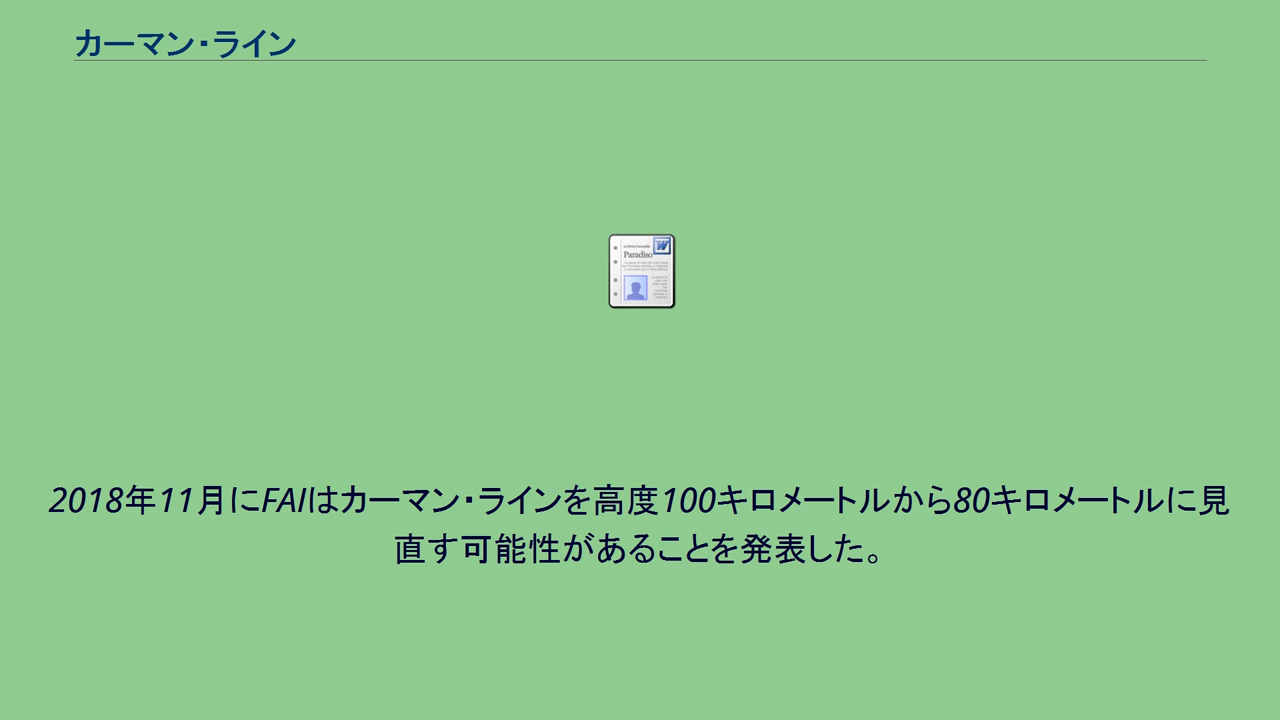 カーマン・ライン
Paradiso
W
2018年11月にFAIはカーマン・ラインを高度100キロメートルから80キロメートルに見
直す可能性があることを発表した。